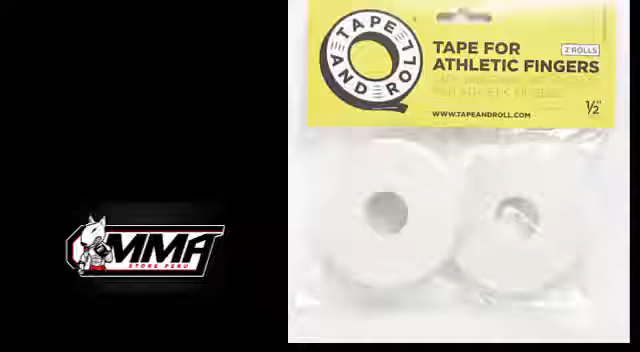 MMA
STORE PERU
TAPE
AND
ROLL
TAPE FOR
ATHLETIC FINGERS
2 ROLLS
WWW.TAPEANDROLL.COM
1/2"